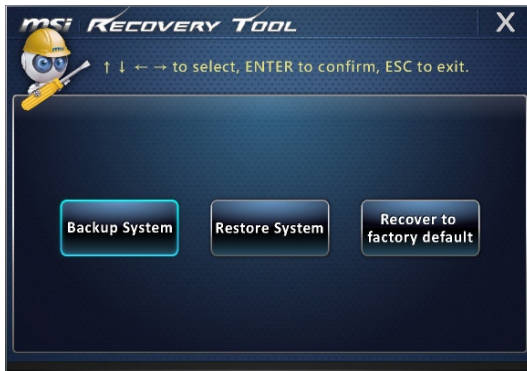 msi RECOVERY TOOL X
↑ ↓ ← → to select, ENTER to confirm, ESC to exit.
Backup System
Restore System
Recover to
factory default